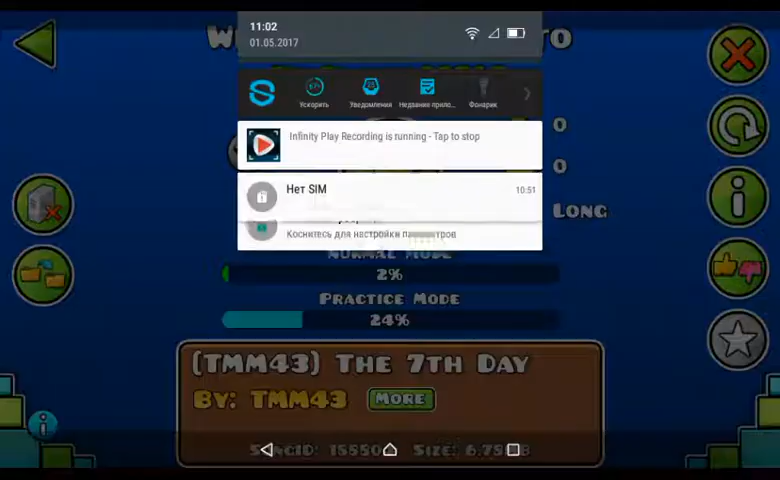 11:02
01.05.2017
Ускорить
Уведомления
Недавние прило...
Фонарик
Infinity Play Recording is running - Tap to stop
Нет SIM
10:51
Коснитесь для настройки параметров
0
0
Long
Normal Mode
2%
Practice Mode
24%
(TMM43) The 7th Day
By: TMM43
More